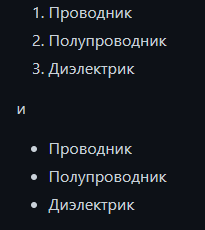 1. Проводник
2. Полупроводник
3. Диэлектрик
и
• Проводник
• Полупроводник
• Диэлектрик